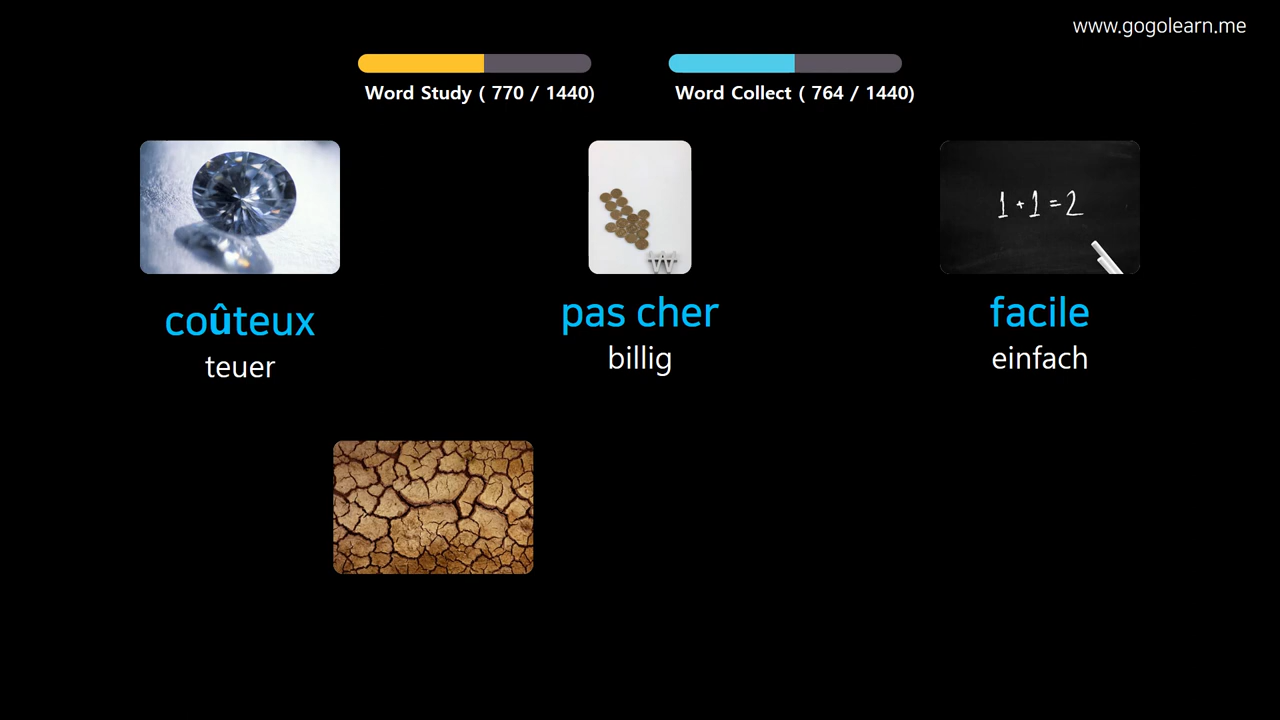 www.gogolearn.me
Word Study ( 770 / 1440)
Word Collect ( 764 / 1440)
1+1=2
coûteux
teuer
pas cher
billig
facile
einfach